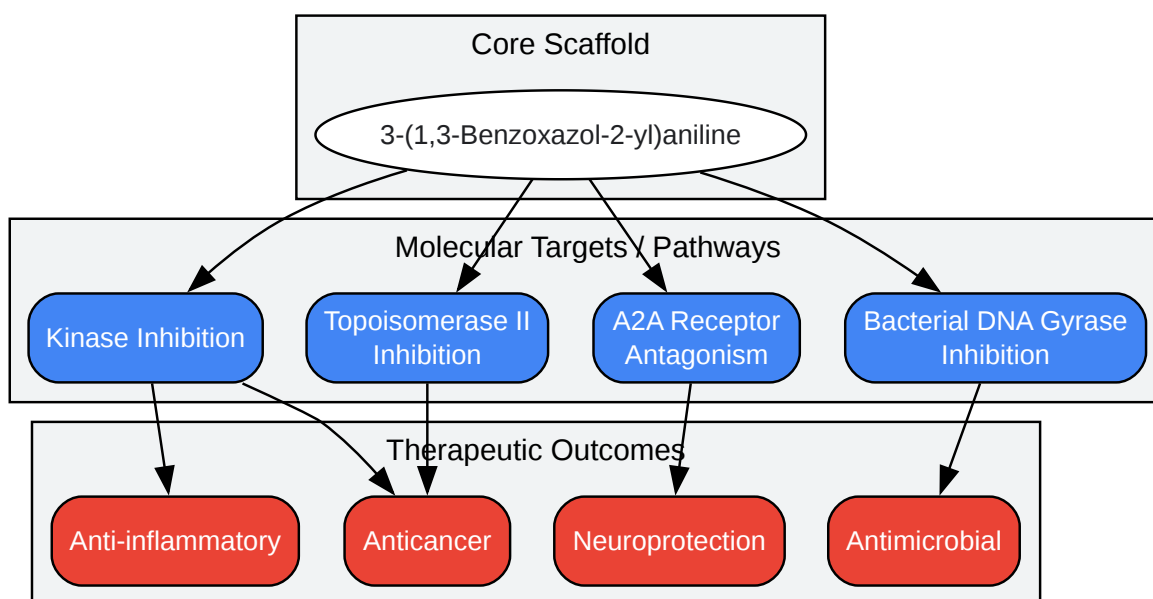 Core Scaffold
3-(1,3-Benzoxazol-2-yl)aniline
Molecular Targets / Pathways
Kinase Inhibition
Topoisomerase II
Inhibition
A2A Receptor
Antagonism
Bacterial DNA Gyrase
Inhibition
Therapeutic Outcomes
Anti-inflammatory
Anticancer
Neuroprotection
Antimicrobial